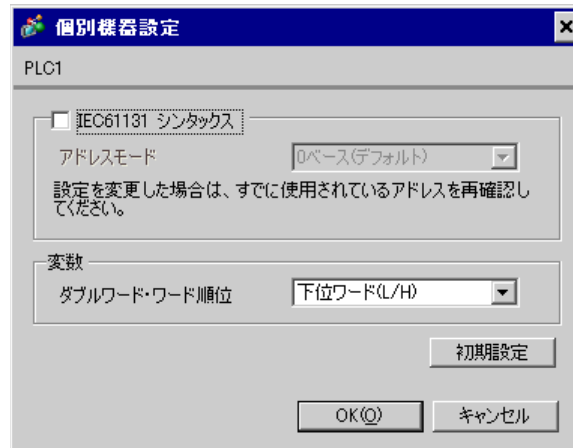 個別機器設定
PLC1
IEC61131 シンタックス
アドレスモード
0ベース(デフォルト)
設定を変更した場合は、すでに使用されているアドレスを再確認し
てください。
変数
ダブルワード・ワード順位
下位ワード(L/H)
初期設定
OK(O)
キャンセル